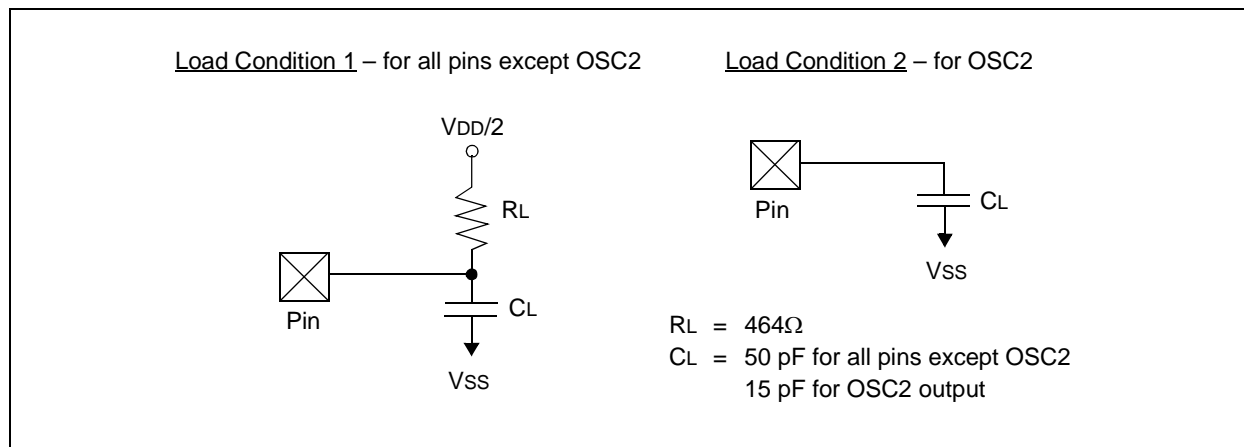 Load Condition 1 – for all pins except OSC2
VDD/2
RL
Pin
CL
VSS
Load Condition 2 – for OSC2
Pin
CL
VSS
RL = 464Ω
CL = 50 pF for all pins except OSC2
15 pF for OSC2 output